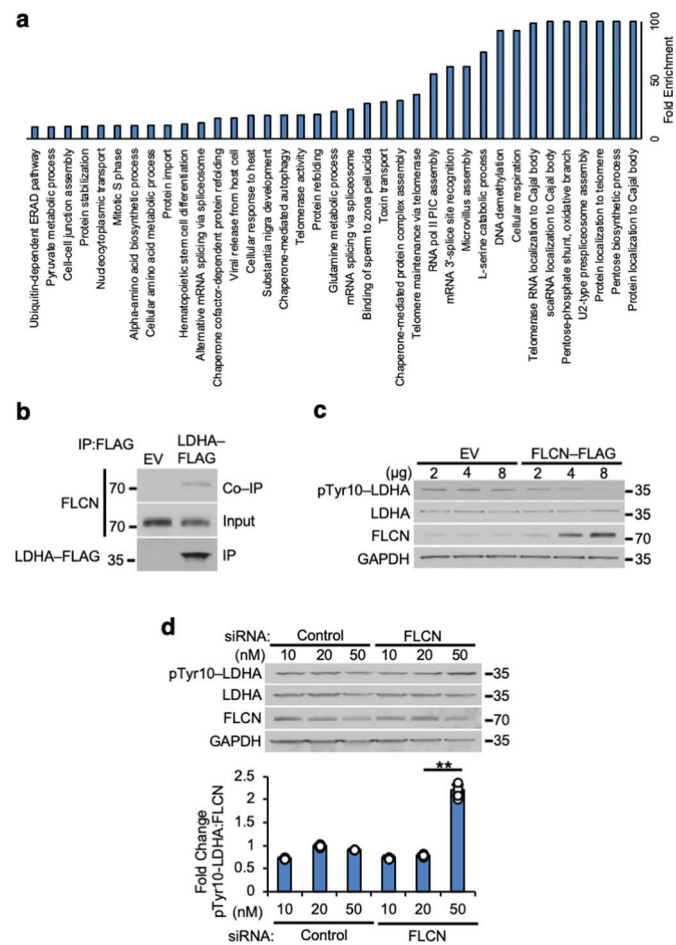 a
100
50
0
Fold Enrichment
Ubiquitin-dependent ERAD pathway
Pyruvate metabolic process
Cell-cell junction assembly
Protein stabilization
Nucleocytoplasmic transport
Mitotic S phase
Alpha-amino acid biosynthetic process
Cellular amino acid metabolic process
Protein import
Hematopoietic stem cell differentiation
Alternative mRNA splicing via spliceosome
Chaperone cofactor-dependent protein refolding
Viral release from host cell
Cellular response to heat
Substantia nigra development
Chaperone-mediated autophagy
Telomerase activity
Protein refolding
Glutamine metabolic process
mRNA splicing via spliceosome
Binding of sperm to zona pellucida
Toxin transport
Chaperone-mediated protein complex assembly
Telomere maintenance via telomerase
RNA pol II PIC assembly
mRNA 3'-splice site recognition
Microvillus assembly
L-serine catabolic process
DNA demethylation
Cellular respiration
Telomerase RNA localization to Cajal body
scaRNA localization to Cajal body
Pentose-phosphate shunt, oxidative branch
U2-type prespliceosome assembly
Protein localization to telomere
Pentose biosynthetic process
Protein localization to Cajal body
b
IP:FLAG EV LDHA–
FLAG
FLCN 70 Co–IP
70 Input
LDHA–FLAG 35 IP
c
EV FLCN–FLAG
(µg) 2 4 8 2 4 8
pTyr10–LDHA 35
LDHA 35
FLCN 70
GAPDH 35
d
siRNA: Control FLCN
(nM) 10 20 50 10 20 50
pTyr10–LDHA 35
LDHA 35
FLCN 70
GAPDH 35
Fold Change
pTyr10-LDHA:FLCN
2.5
2
1.5
1
0.5
0
**
(nM) 10 20 50 10 20 50
siRNA: Control FLCN